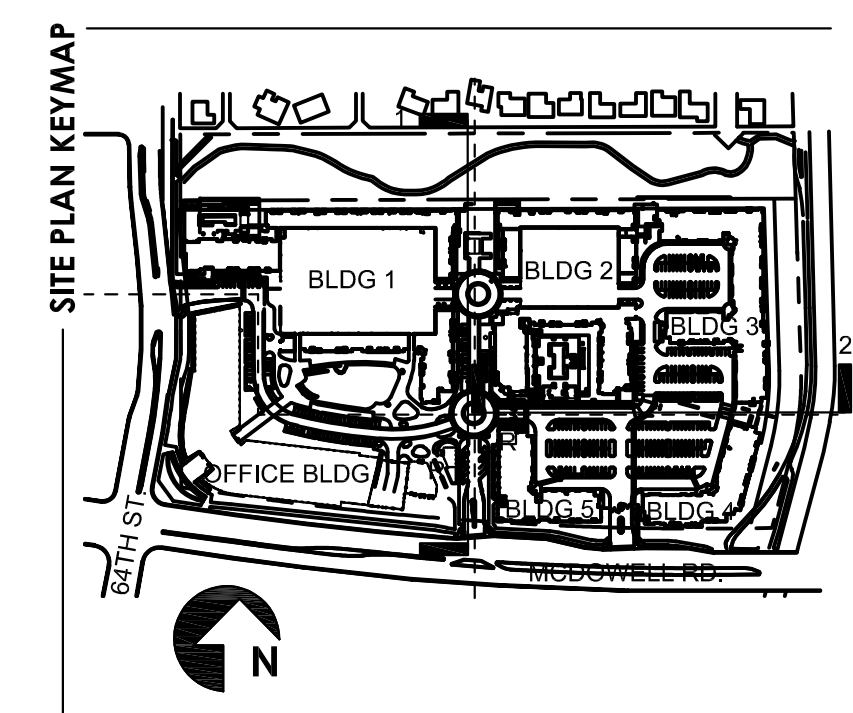 SITE PLAN KEYMAP
1
BLDG 1
BLDG 2
BLDG 3
2
R
R
OFFICE BLDG
BLDG 5
BLDG 4
64TH ST.
MCDOWELL RD.
N